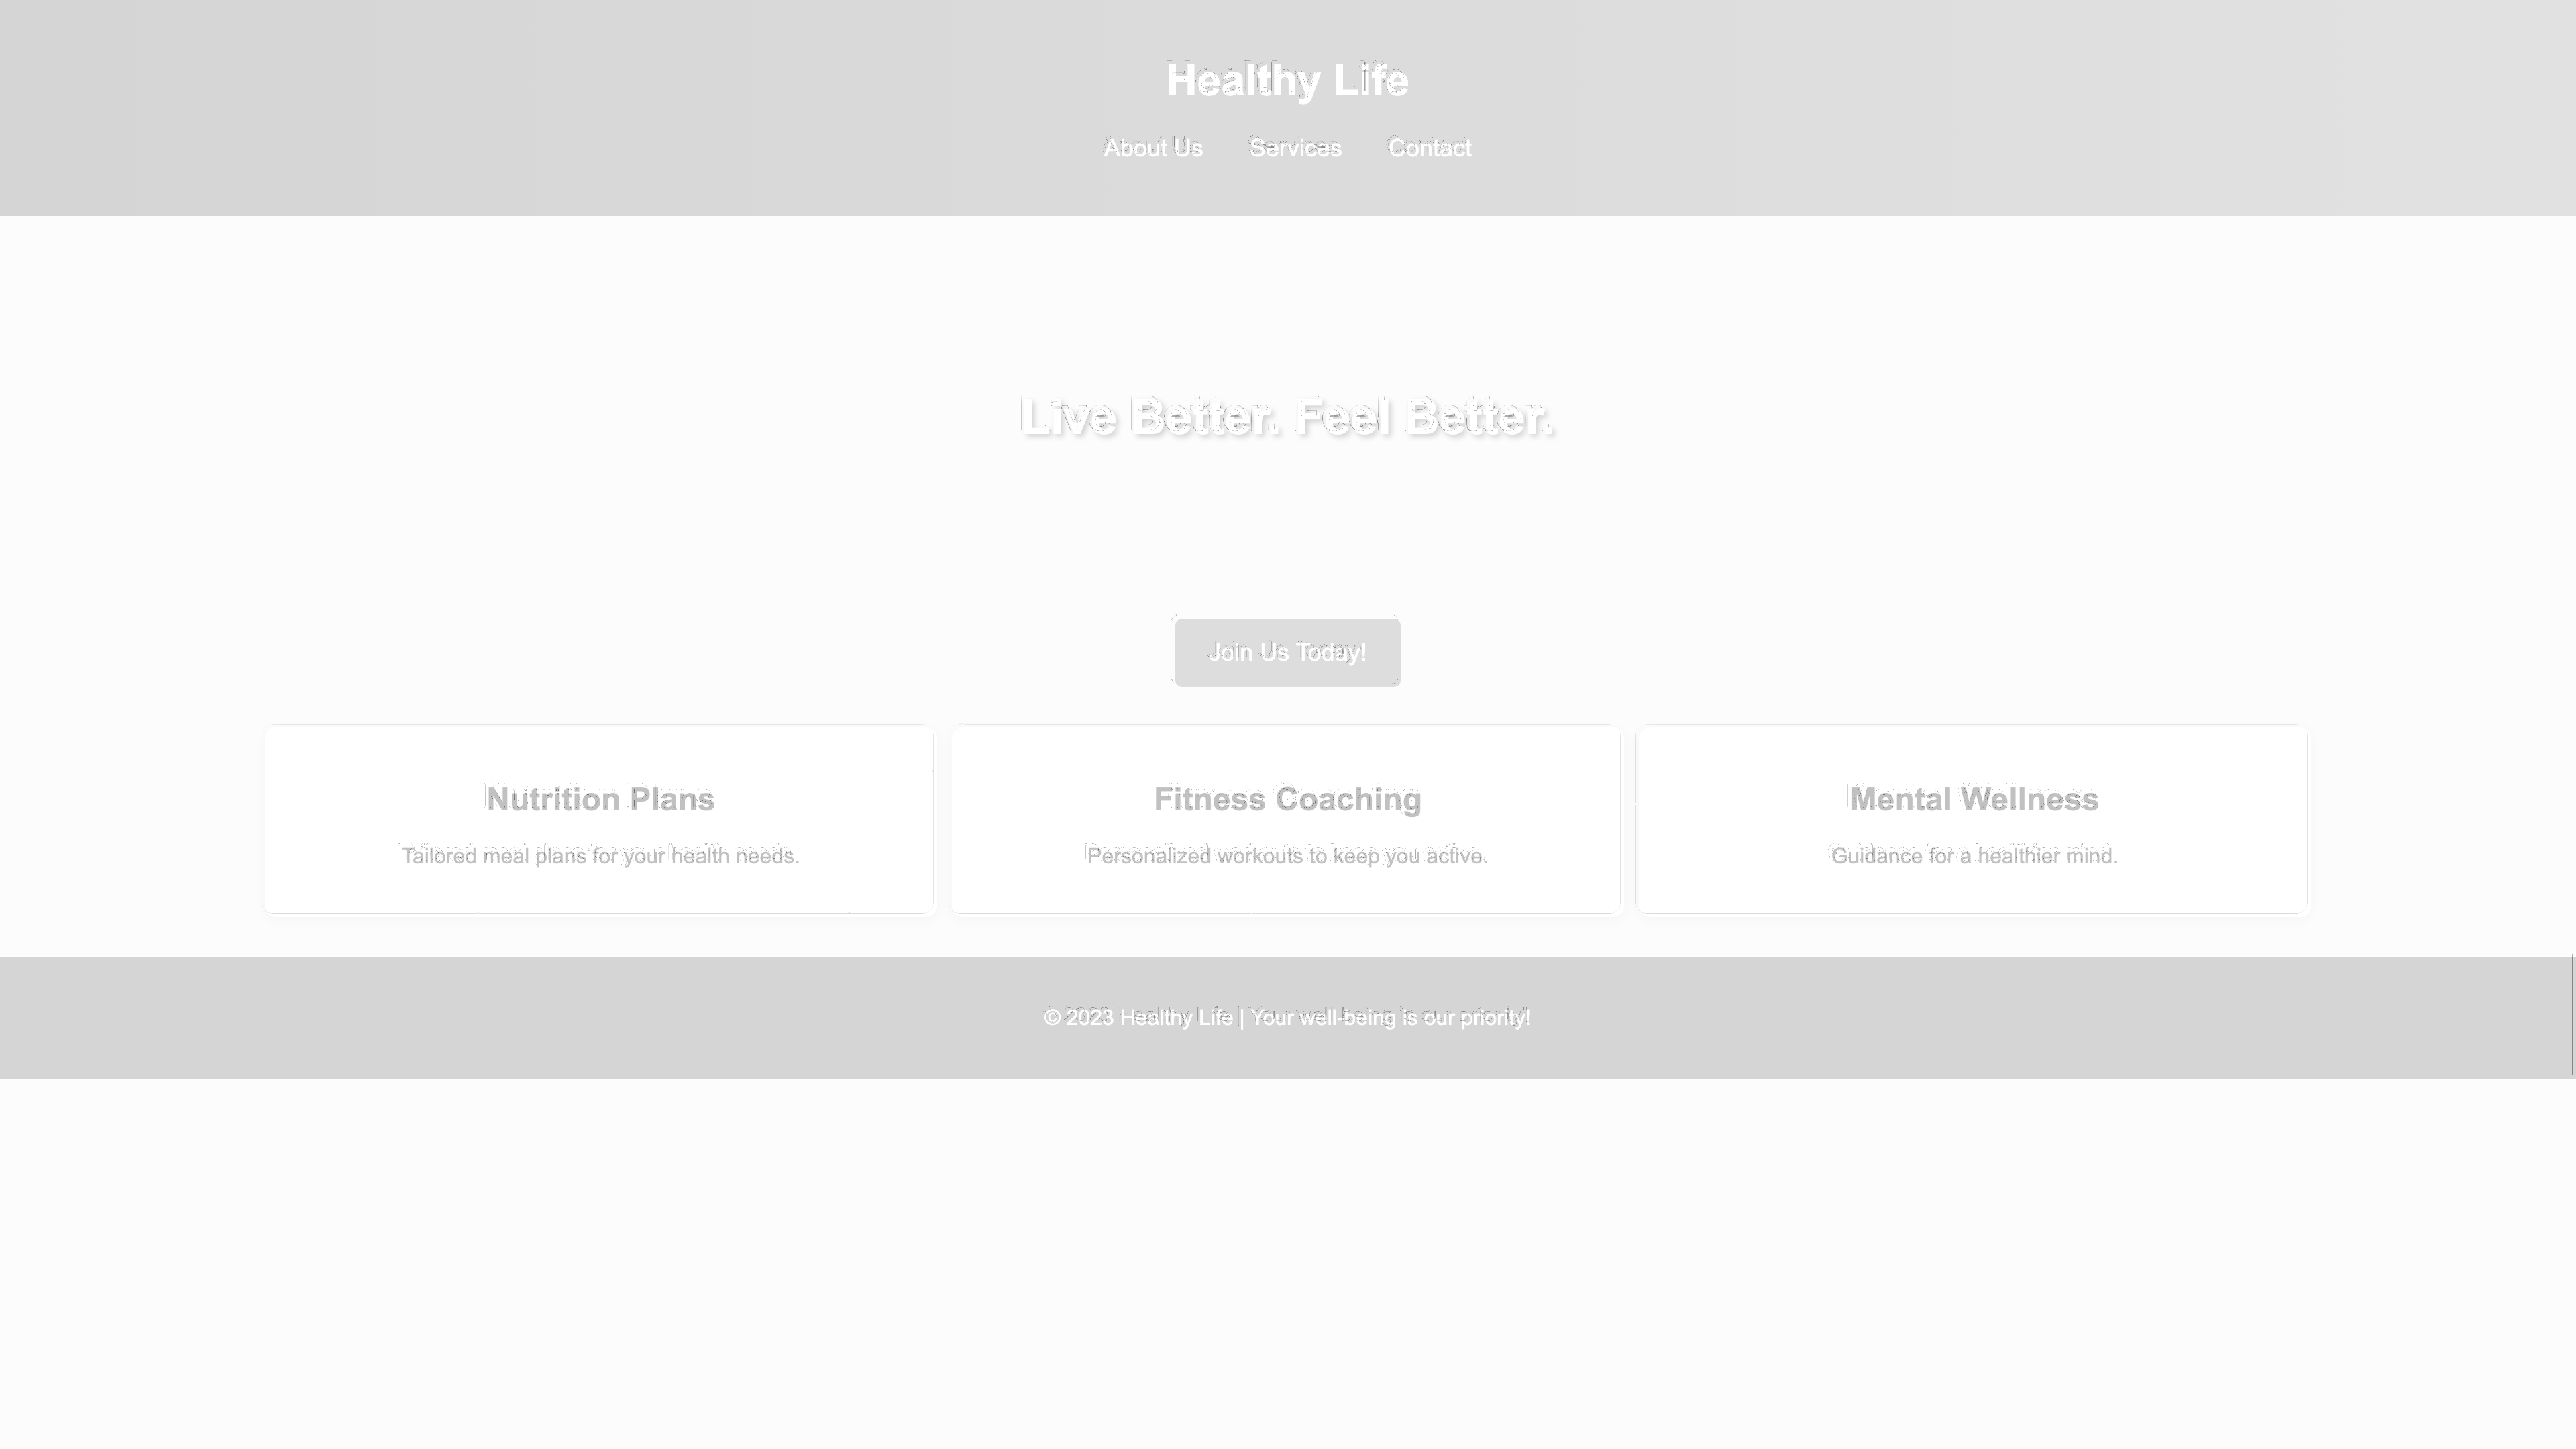 Healthy Life
About Us Services Contact
Live Better. Feel Better.
Join Us Today!
Nutrition Plans
Tailored meal plans for your health needs.
Fitness Coaching
Personalized workouts to keep you active.
Mental Wellness
Guidance for a healthier mind.
© 2023 Healthy Life | Your well-being is our priority!